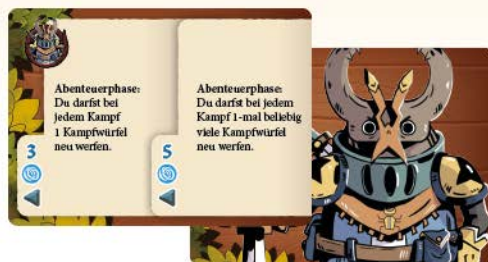 Abenteuerphase:
Du darfst bei
jedem Kampf
1 Kampfwürfel
neu werfen.
3
Abenteuerphase:
Du darfst bei jedem
Kampf 1-mal beliebig
viele Kampfwürfel
neu werfen.
5